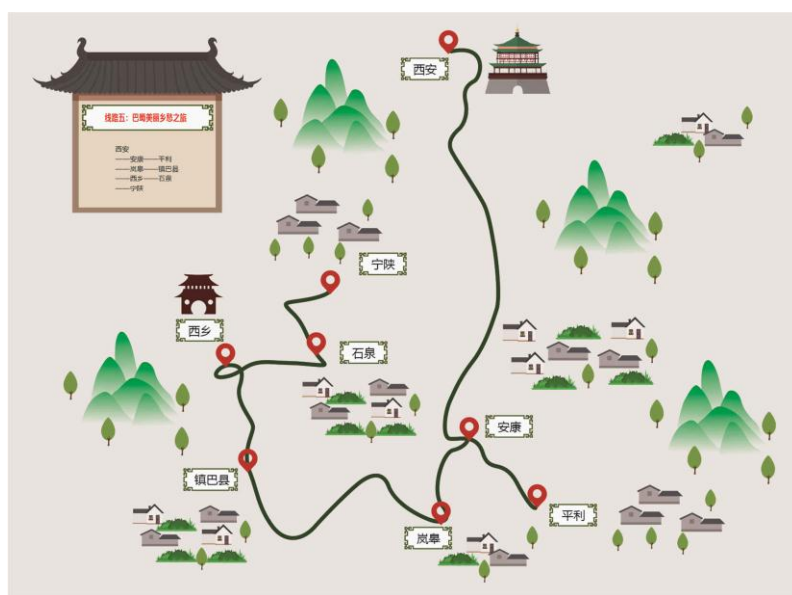 线路五：巴蜀美丽乡愁之旅
西安
——安康——平利
——岚皋——镇巴县
——西乡——石泉
——宁陕
西安
宁陕
西乡
石泉
安康
镇巴县
平利
岚皋